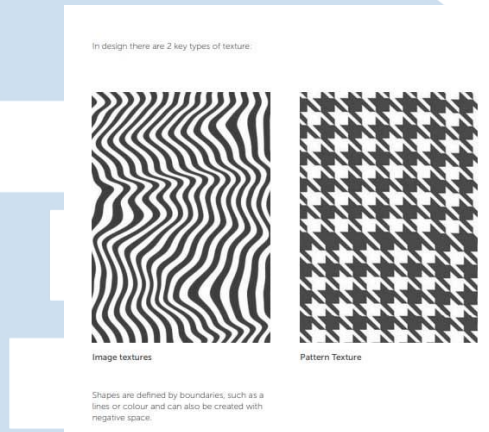 In design there are 2 key types of texture.
Image textures
Pattern Texture
Shapes are defined by boundaries, such as a
lines or colour and can also be created with
negative space.